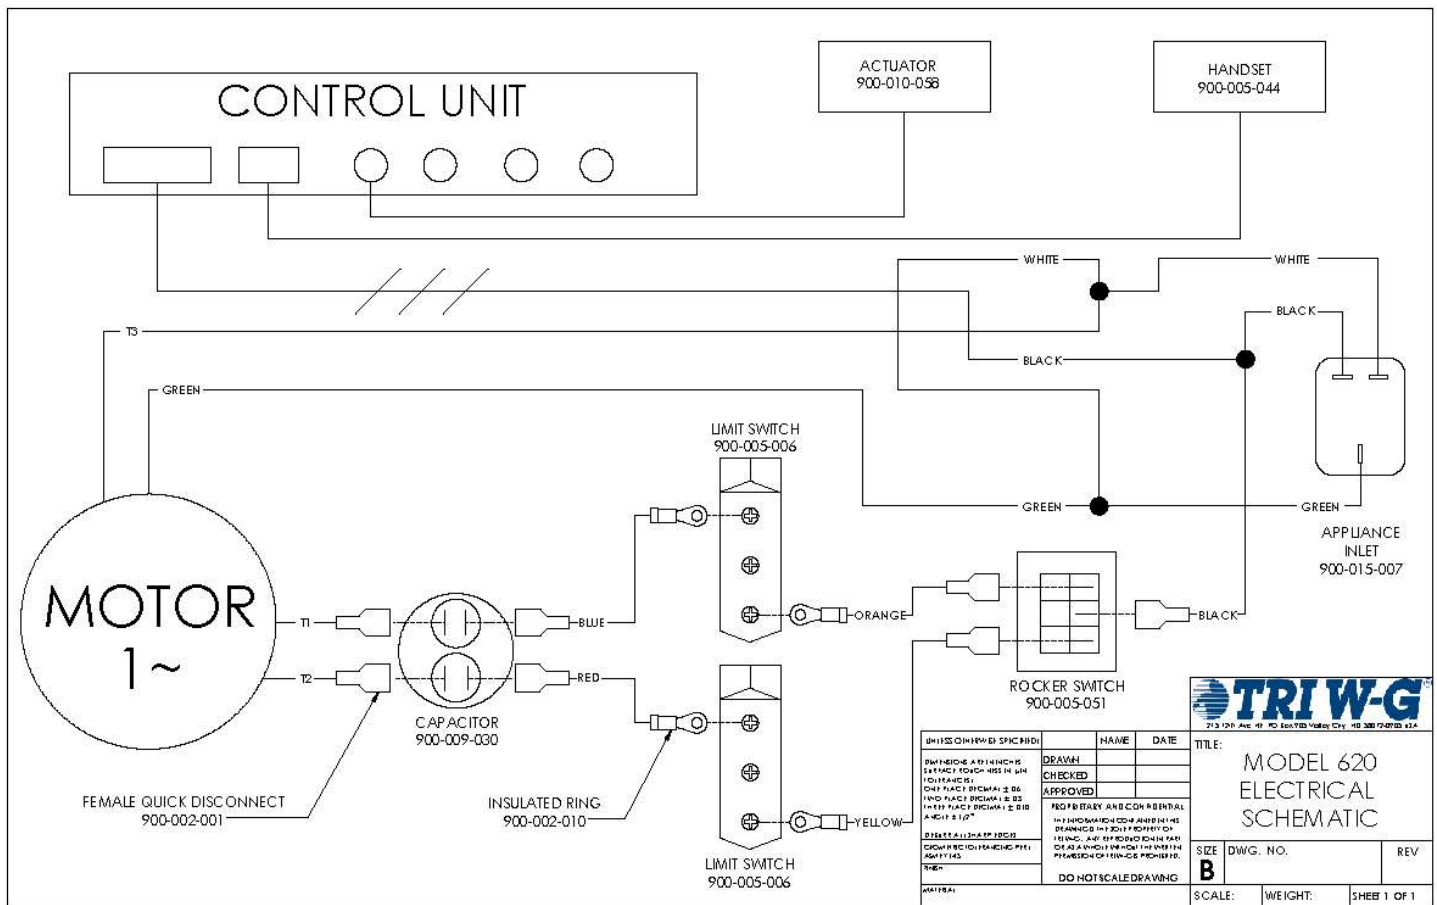 CONTROL UNIT
ACTUATOR
900-010-058
HANDSET
900-005-044
WHITE
WHITE
BLACK
T3
BLACK
GREEN
LIMIT SWITCH
900-005-006
GREEN
GREEN
APPLIANCE
INLET
900-015-007
MOTOR
1~
T1
BLUE
ORANGE
BLACK
T2
RED
ROCKER SWITCH
900-005-051
CAPACITOR
900-009-030
FEMALE QUICK DISCONNECT
900-002-001
INSULATED RING
900-002-010
YELLOW
LIMIT SWITCH
900-005-006
TRI W-G
UNLESS OTHERWISE SPECIFIED:
NAME
DATE
DRAWN
CHECKED
APPROVED
PROPRIETARY AND CONFIDENTIAL
DO NOT SCALE DRAWING
TITLE:
MODEL 620
ELECTRICAL
SCHEMATIC
SIZE
B
DWG. NO.
REV
SCALE:
WEIGHT:
SHEET 1 OF 1